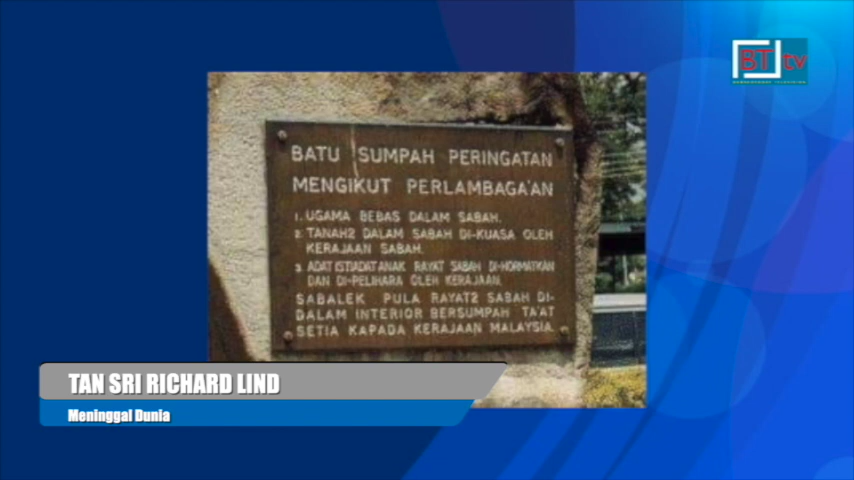 BT tv
BATU SUMPAH PERINGATAN
MENGIKUT PERLAMBAGA'AN
1. UGAMA BEBAS DALAM SABAH.
2. TANAH2 DALAM SABAH DI-KUASA OLEH
KERAJAAN SABAH.
3. ADAT ISTIADAT ANAK RAYAT SABAH DI-HORMATKAN
DAN DI-PELIHARA OLEH KERAJAAN.
SABALEK PULA RAYAT2 SABAH DI-
DALAM INTERIOR BERSUMPAH TA'AT
SETIA KAPADA KERAJAAN MALAYSIA.
TAN SRI RICHARD LIND
Meninggal Dunia